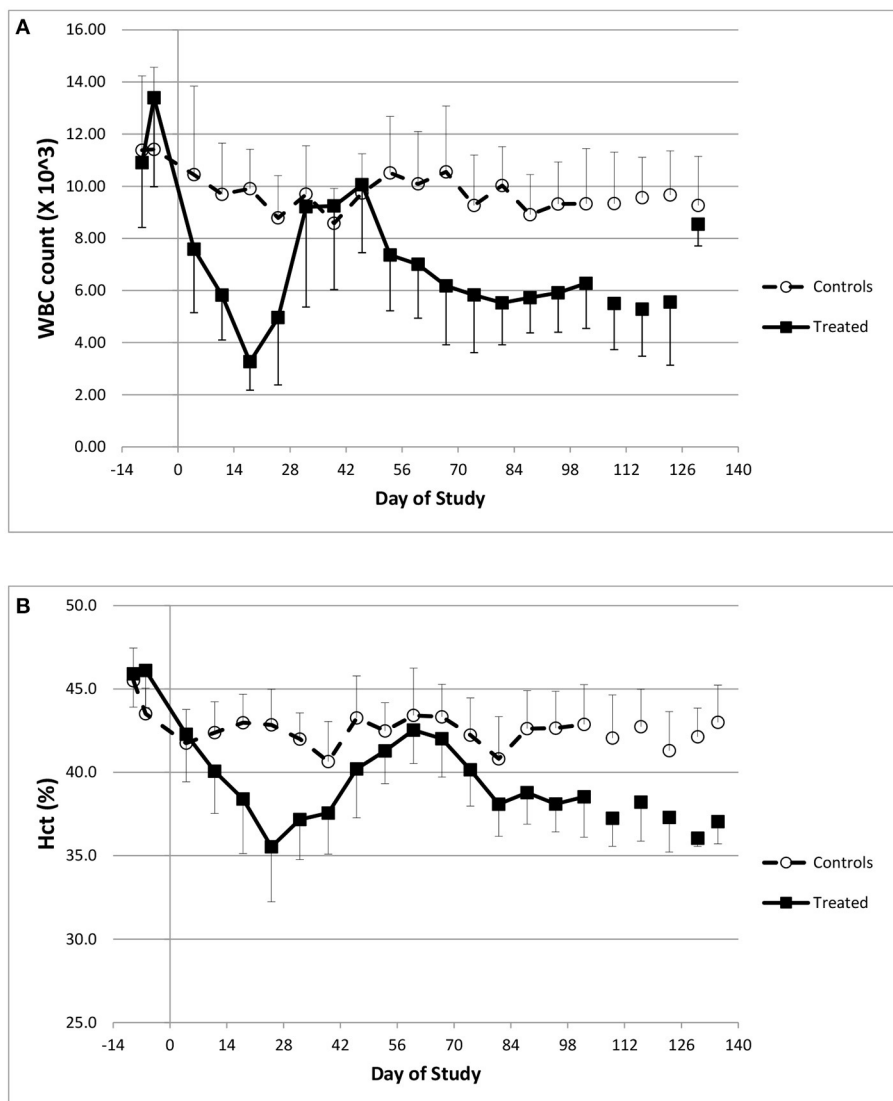 A
16.00
14.00
12.00
10.00
8.00
6.00
4.00
2.00
0.00
WBC count (X 10^3)
-14 0 14 28 42 56 70 84 98 112 126 140
Day of Study
Controls
Treated
B
50.0
45.0
40.0
35.0
30.0
25.0
Hct (%)
-14 0 14 28 42 56 70 84 98 112 126 140
Day of Study
Controls
Treated